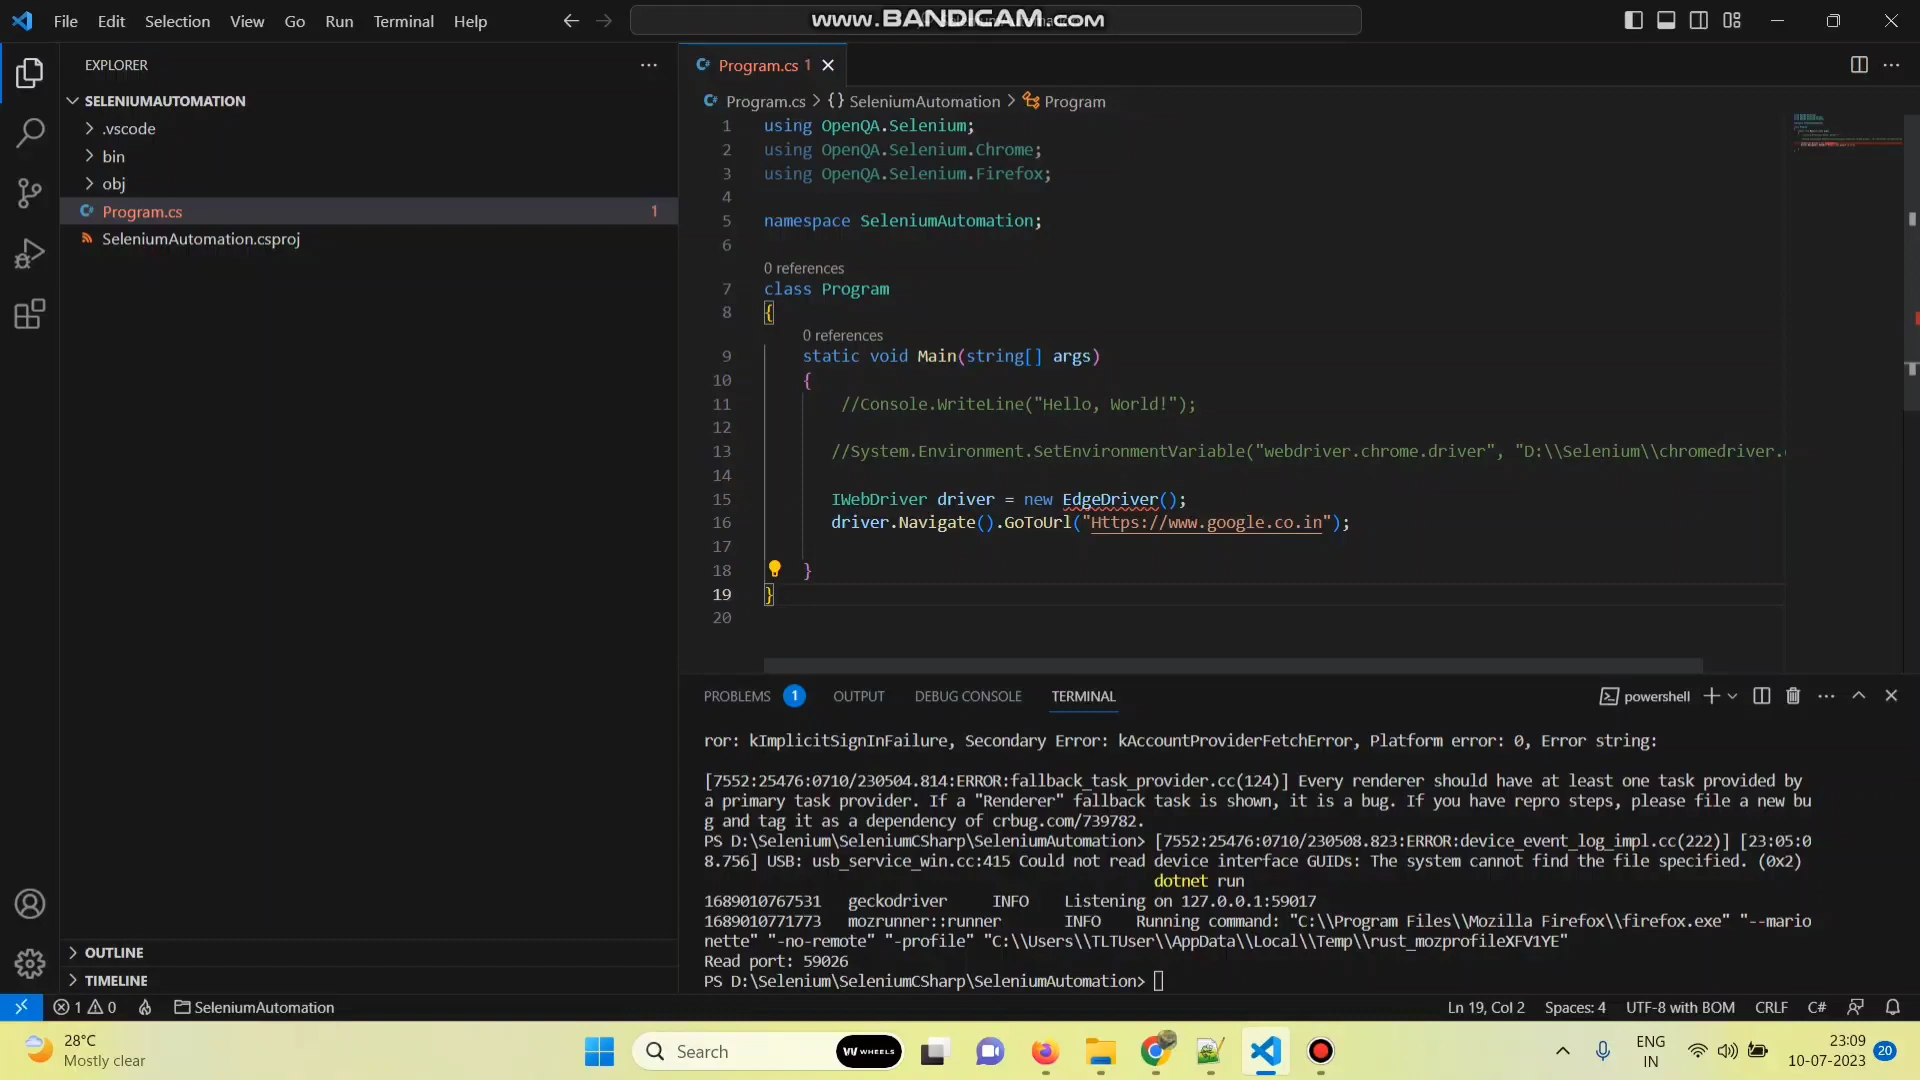 File Edit Selection View Go Run Terminal Help
www.BANDICAM.com
EXPLORER
SELENIUMAUTOMATION
.vscode
bin
obj
Program.cs 1
SeleniumAutomation.csproj
OUTLINE
TIMELINE
Program.cs 1
Program.cs > {} SeleniumAutomation > Program
1 using OpenQA.Selenium;
2 using OpenQA.Selenium.Chrome;
3 using OpenQA.Selenium.Firefox;
4
5 namespace SeleniumAutomation;
6
0 references
7 class Program
8 {
0 references
9 static void Main(string[] args)
10 {
11 //Console.WriteLine("Hello, World!");
12
13 //System.Environment.SetEnvironmentVariable("webdriver.chrome.driver", "D:\\Selenium\\chromedriver.
14
15 IWebDriver driver = new EdgeDriver();
16 driver.Navigate().GoToUrl("Https://www.google.co.in");
17
18 }
19 }
20
PROBLEMS 1 OUTPUT DEBUG CONSOLE TERMINAL powershell
ror: kImplicitSignInFailure, Secondary Error: kAccountProviderFetchError, Platform error: 0, Error string:
[7552:25476:0710/230504.814:ERROR:fallback_task_provider.cc(124)] Every renderer should have at least one task provided by
a primary task provider. If a "Renderer" fallback task is shown, it is a bug. If you have repro steps, please file a new bu
g and tag it as a dependency of crbug.com/739782.
PS D:\Selenium\SeleniumCSharp\SeleniumAutomation> [7552:25476:0710/230508.823:ERROR:device_event_log_impl.cc(222)] [23:05:0
8.756] USB: usb_service_win.cc:415 Could not read device interface GUIDs: The system cannot find the file specified. (0x2)
dotnet run
1689010767531 geckodriver INFO Listening on 127.0.0.1:59017
1689010771773 mozrunner::runner INFO Running command: "C:\\Program Files\\Mozilla Firefox\\firefox.exe" "--mario
nette" "-no-remote" "-profile" "C:\\Users\\TLTUser\\AppData\\Local\\Temp\\rust_mozprofileXFV1YE"
Read port: 59026
PS D:\Selenium\SeleniumCSharp\SeleniumAutomation>
1 0 SeleniumAutomation Ln 19, Col 2 Spaces: 4 UTF-8 with BOM CRLF C#
28°C
Mostly clear
Search
WHEELS
ENG
IN
23:09
10-07-2023
20